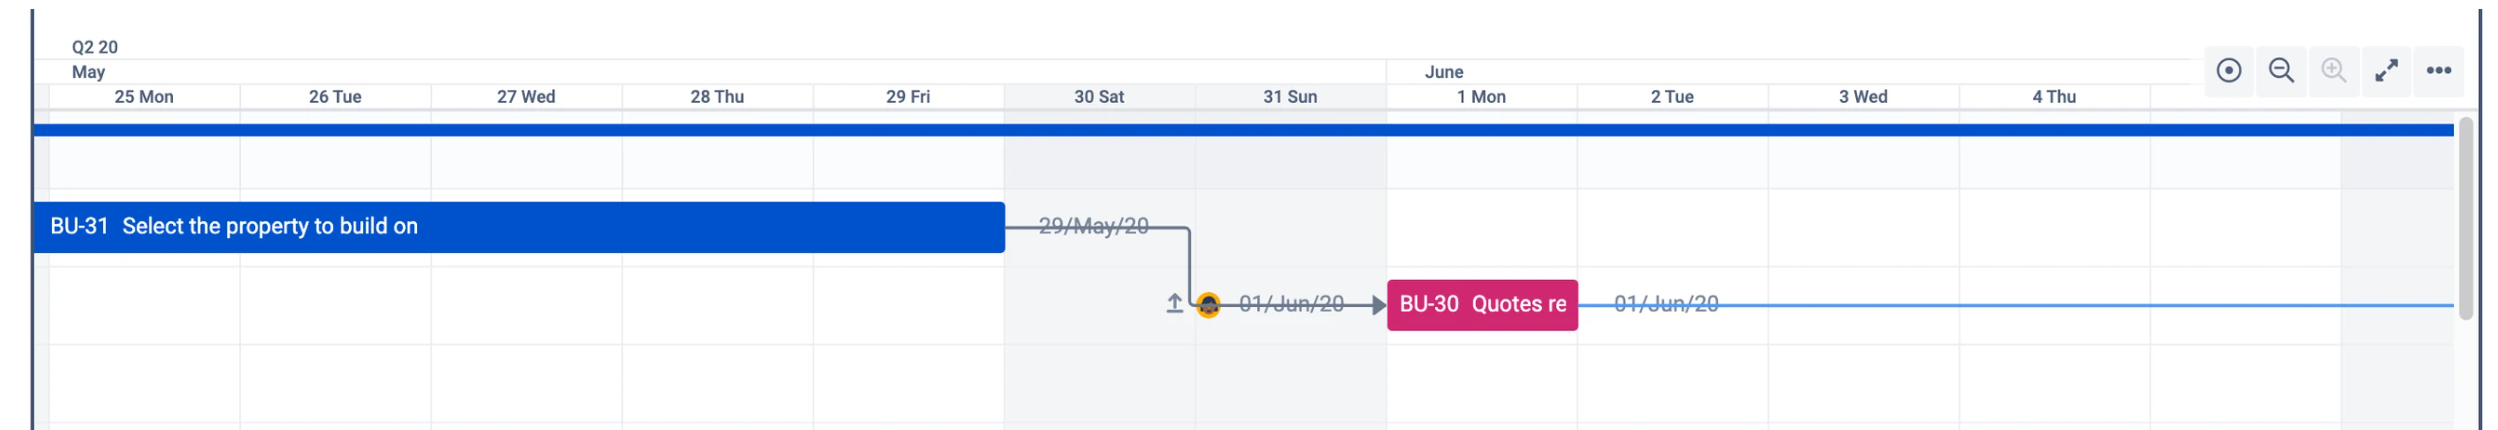 Q2 20
May June
25 Mon 26 Tue 27 Wed 28 Thu 29 Fri 30 Sat 31 Sun 1 Mon 2 Tue 3 Wed 4 Thu
BU-31 Select the property to build on 29/May/20
01/Jun/20 BU-30 Quotes re 01/Jun/20